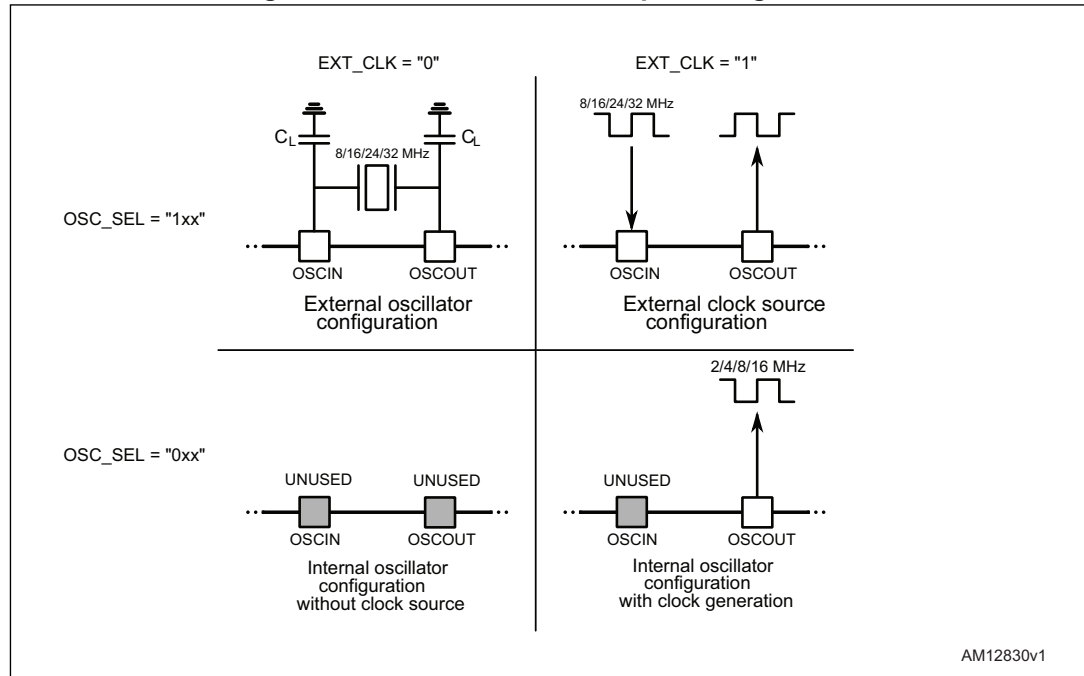 EXT_CLK = "0"
EXT_CLK = "1"
8/16/24/32 MHz
CL
CL
8/16/24/32 MHz
OSC_SEL = "1xx"
OSCIN
OSCOUT
OSCIN
OSCOUT
External oscillator
configuration
External clock source
configuration
2/4/8/16 MHz
OSC_SEL = "0xx"
UNUSED
UNUSED
UNUSED
OSCIN
OSCOUT
OSCIN
OSCOUT
Internal oscillator
configuration
without clock source
Internal oscillator
configuration
with clock generation
AM12830v1